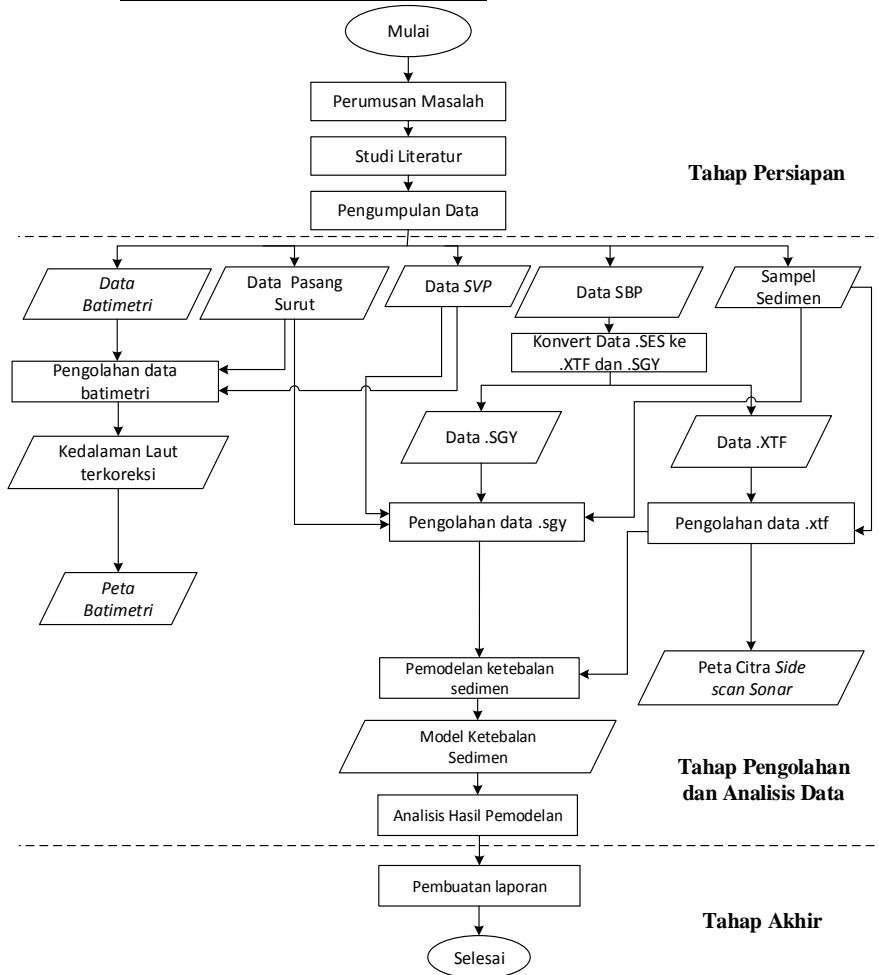 Mulai
Perumusan Masalah
Studi Literatur
Tahap Persiapan
Pengumpulan Data
Data
Batimetri
Data Pasang
Surut
Data SVP
Data SBP
Sampel
Sedimen
Konvert Data .SES ke
.XTF dan .SGY
Pengolahan data
batimetri
Data .SGY
Data .XTF
Kedalaman Laut
terkoreksi
Pengolahan data .sgy
Pengolahan data .xtf
Peta
Batimetri
Pemodelan ketebalan
sedimen
Peta Citra Side
scan Sonar
Model Ketebalan
Sedimen
Tahap Pengolahan
dan Analisis Data
Analisis Hasil Pemodelan
Pembuatan laporan
Tahap Akhir
Selesai